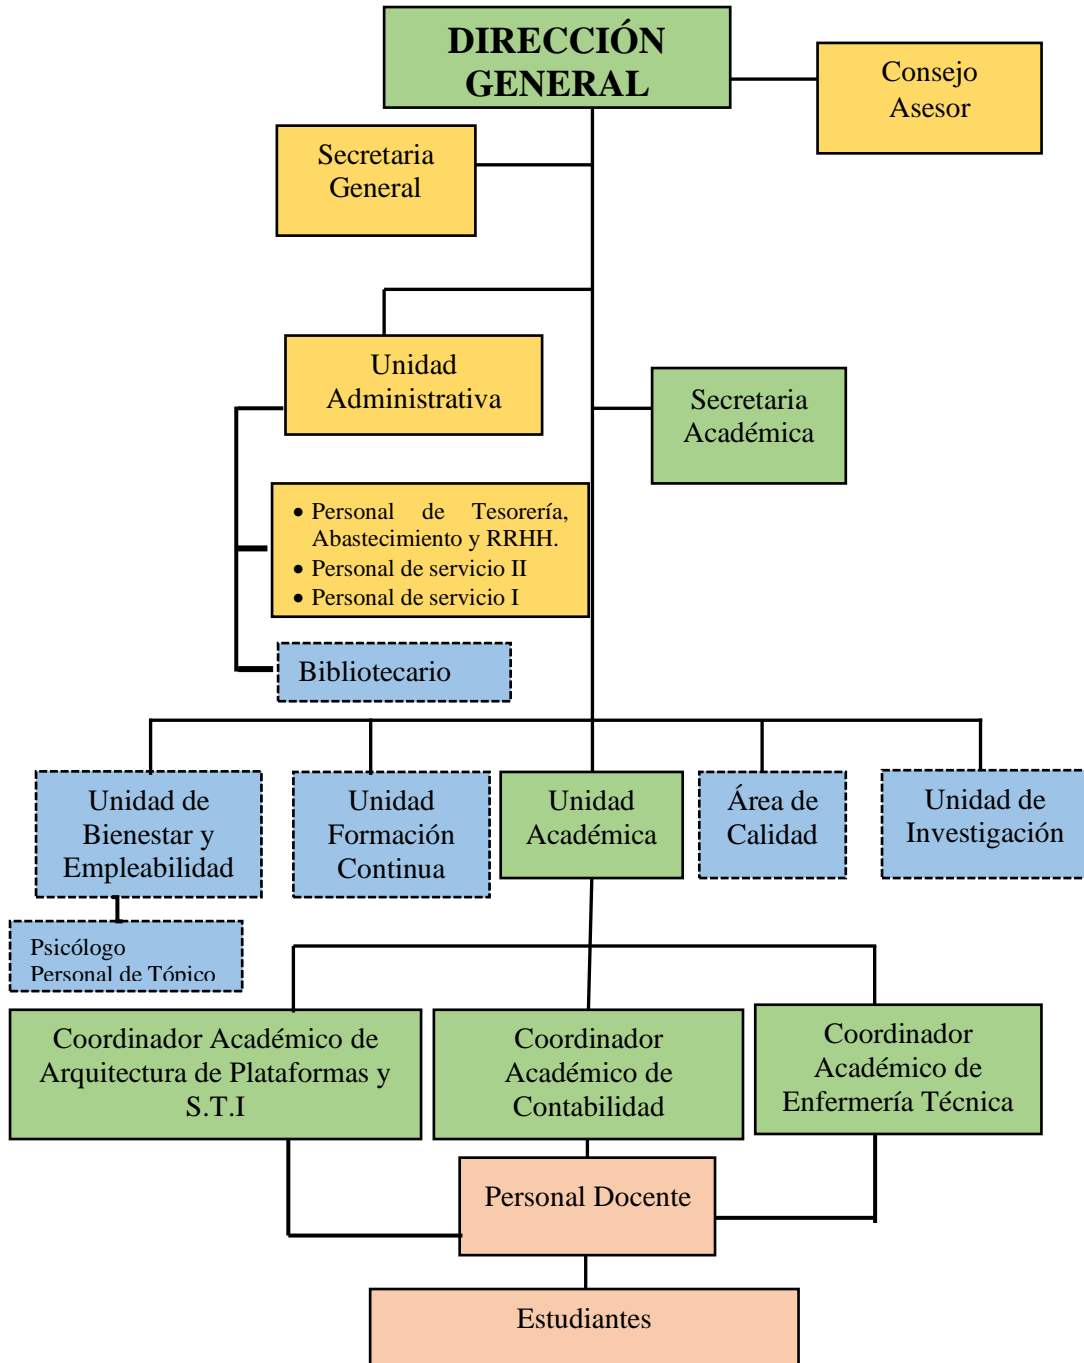 DIRECCIÓN
GENERAL
Consejo
Asesor
Secretaria
General
Unidad
Administrativa
Secretaria
Académica
• Personal de Tesorería,
Abastecimiento y RRHH.
• Personal de servicio II
• Personal de servicio I
Bibliotecario
Unidad de
Bienestar y
Empleabilidad
Unidad
Formación
Continua
Unidad
Académica
Área de
Calidad
Unidad de
Investigación
Psicólogo
Personal de Tópico
Coordinador Académico de
Arquitectura de Plataformas y
S.T.I
Coordinador
Académico de
Contabilidad
Coordinador
Académico de
Enfermería Técnica
Personal Docente
Estudiantes